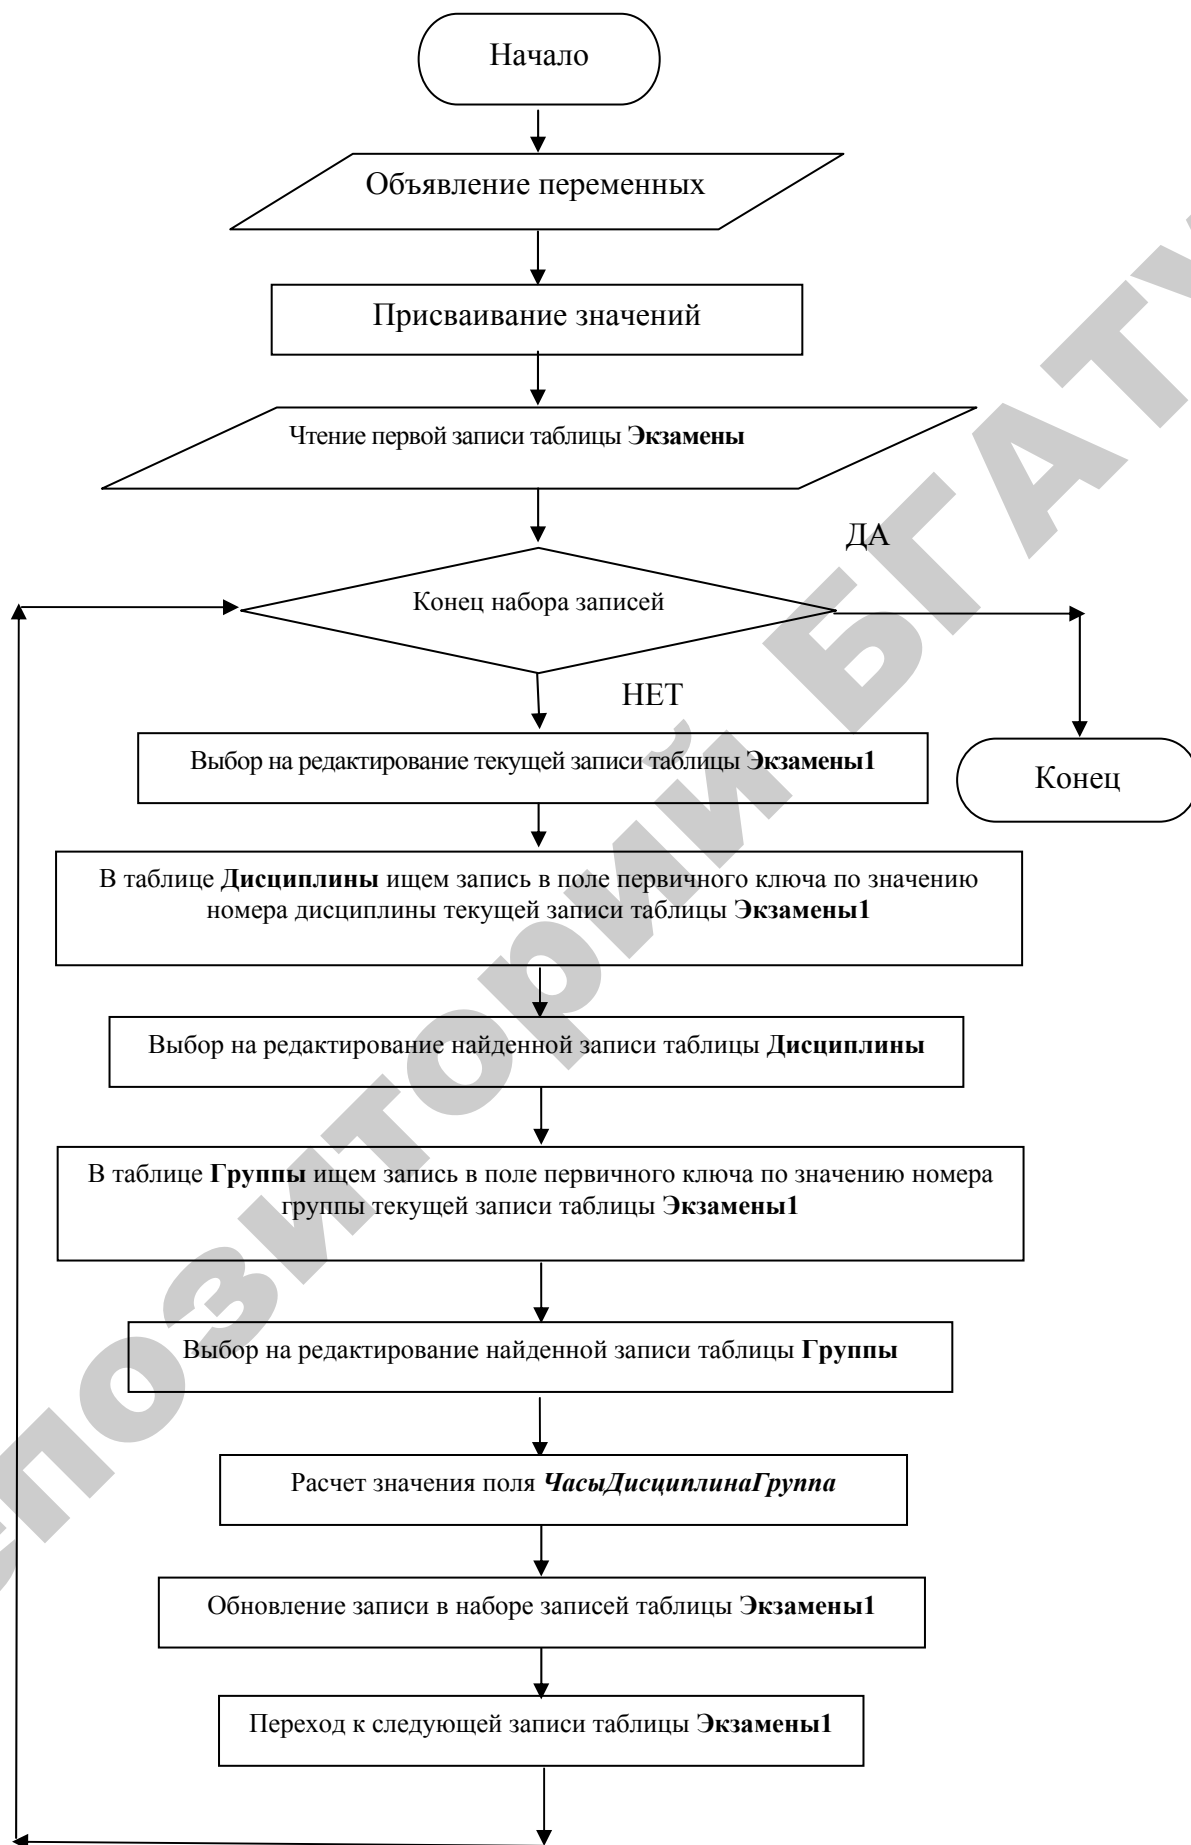 Начало
Объявление переменных
Присваивание значений
Чтение первой записи таблицы Экзамены
ДА
Конец набора записей
НЕТ
Выбор на редактирование текущей записи таблицы Экзамены1
Конец
В таблице Дисциплины ищем запись в поле первичного ключа по значению
номера дисциплины текущей записи таблицы Экзамены1
Выбор на редактирование найденной записи таблицы Дисциплины
В таблице Группы ищем запись в поле первичного ключа по значению номера
группы текущей записи таблицы Экзамены1
Выбор на редактирование найденной записи таблицы Группы
Расчет значения поля ЧасыДисциплинаГруппа
Обновление записи в наборе записей таблицы Экзамены1
Переход к следующей записи таблицы Экзамены1
епозиторий БГАТУ